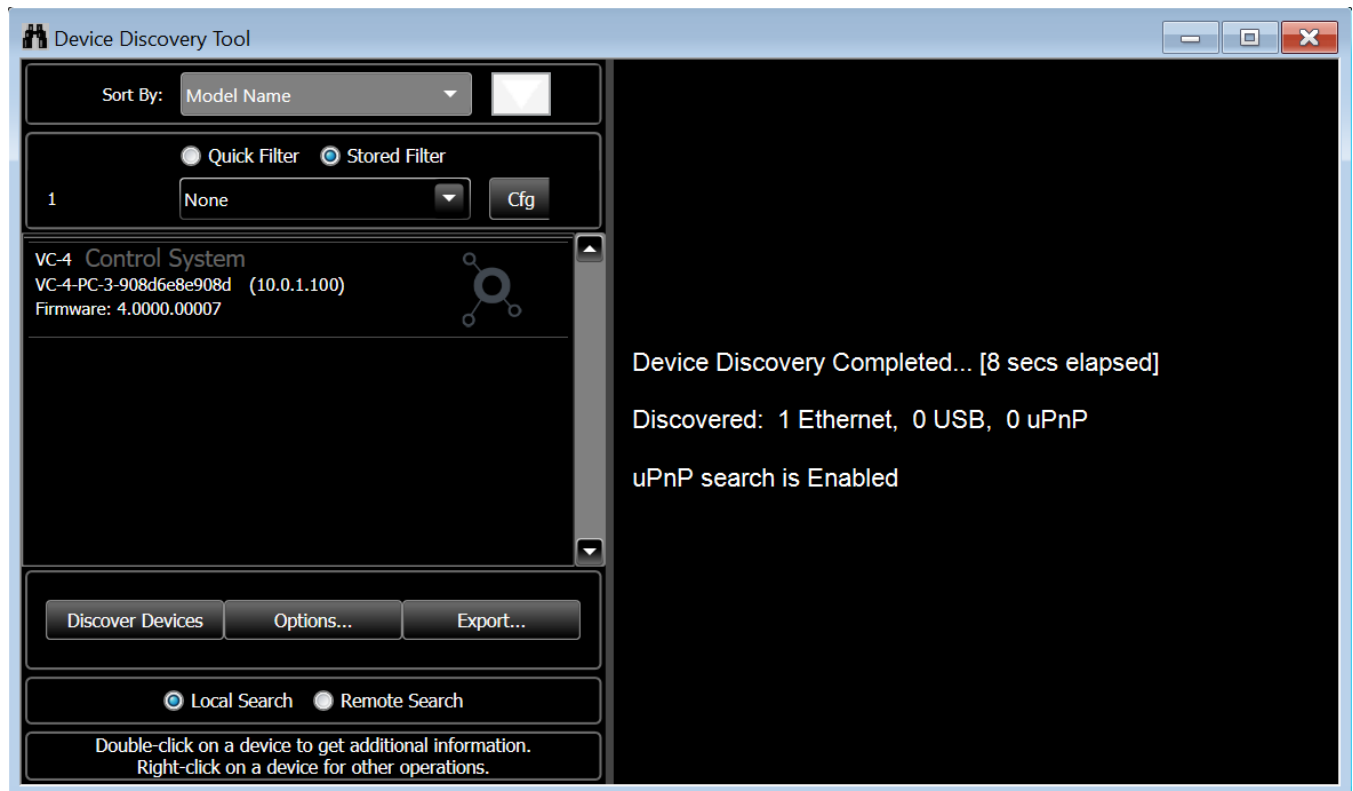 Device Discovery Tool
Sort By: Model Name
Quick Filter Stored Filter
1 None Cfg
VC-4 Control System
VC-4-PC-3-908d6e8e908d (10.0.1.100)
Firmware: 4.0000.00007
Device Discovery Completed... [8 secs elapsed]
Discovered: 1 Ethernet, 0 USB, 0 uPnP
uPnP search is Enabled
Discover Devices Options... Export...
Local Search Remote Search
Double-click on a device to get additional information.
Right-click on a device for other operations.